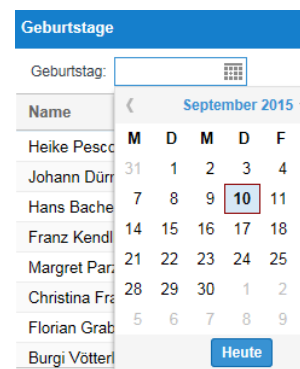 Geburtstage
Geburtstag:
Name
Heike Pesco
Johann Dürr
Hans Bache
Franz Kendl
Margret Parz
Christina Fra
Florian Grab
Burgi Vötterl
September 2015
M D M D F
31 1 2 3 4
7 8 9 10 11
14 15 16 17 18
21 22 23 24 25
28 29 30 1 2
5 6 7 8 9
Heute